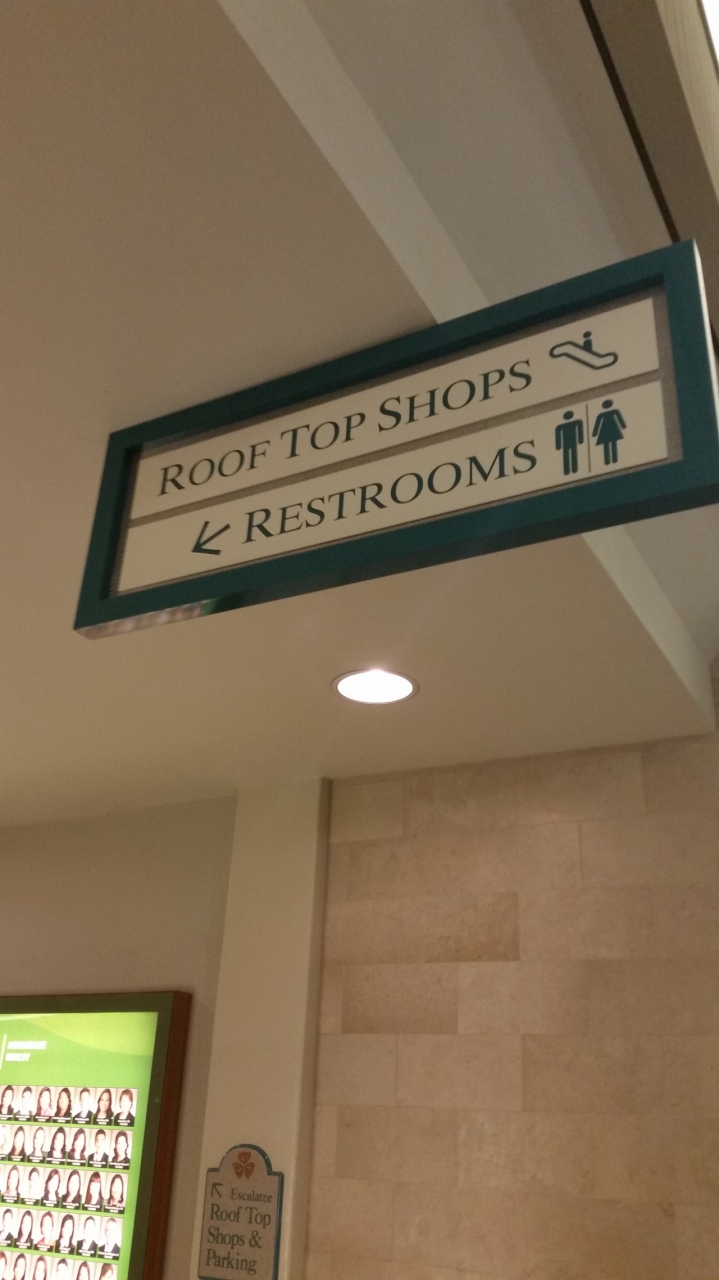 ROOF TOP SHOPS
RESTROOMS
Escalator
Roof Top
Shops &
Parking